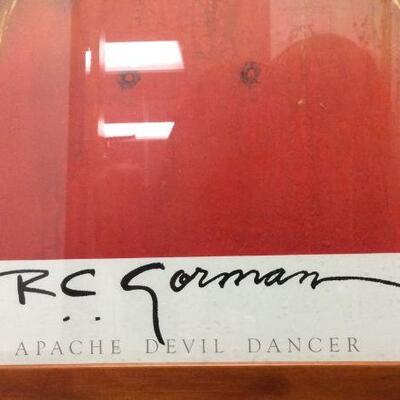 R.C. Gorman
APACHE DEVIL DANCER